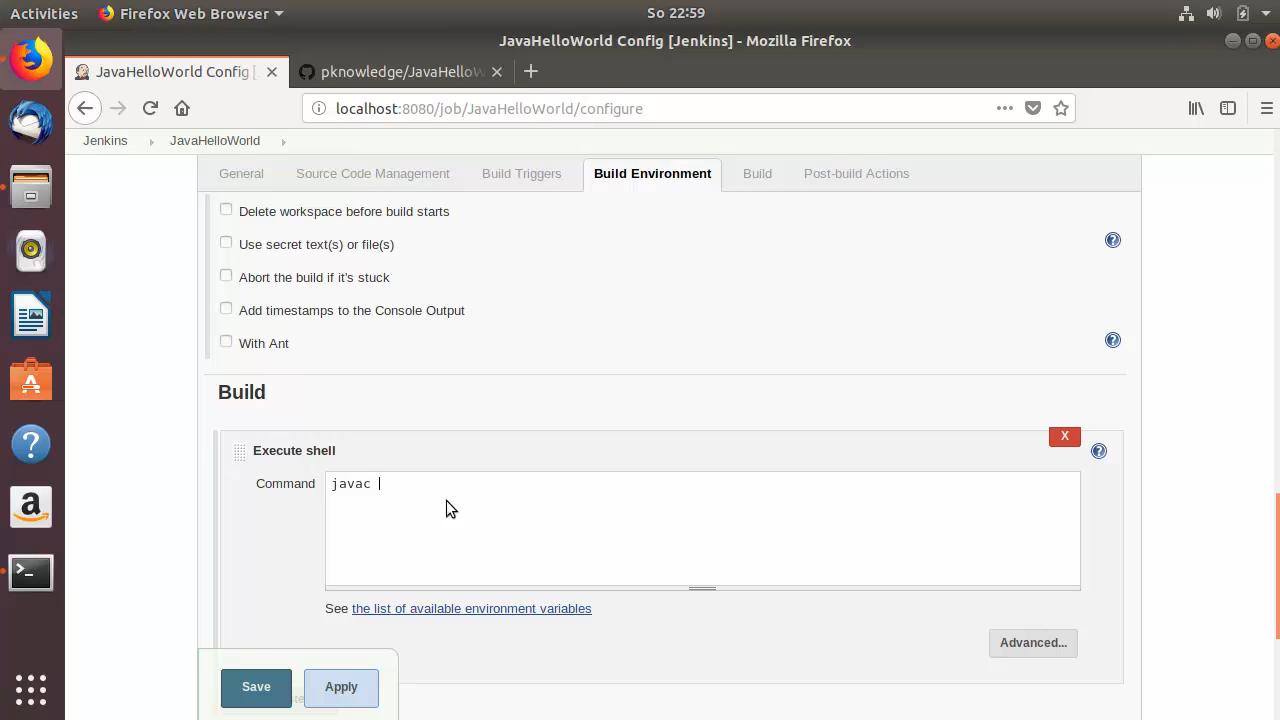 Activities Firefox Web Browser So 22:59
JavaHelloWorld Config [Jenkins] - Mozilla Firefox
JavaHelloWorld Config [ pknowledge/JavaHelloW
localhost:8080/job/JavaHelloWorld/configure
Jenkins JavaHelloWorld
General Source Code Management Build Triggers Build Environment Build Post-build Actions
Delete workspace before build starts
Use secret text(s) or file(s)
Abort the build if it's stuck
Add timestamps to the Console Output
With Ant
Build
X
Execute shell
Command javac
See the list of available environment variables
Advanced...
Save Apply